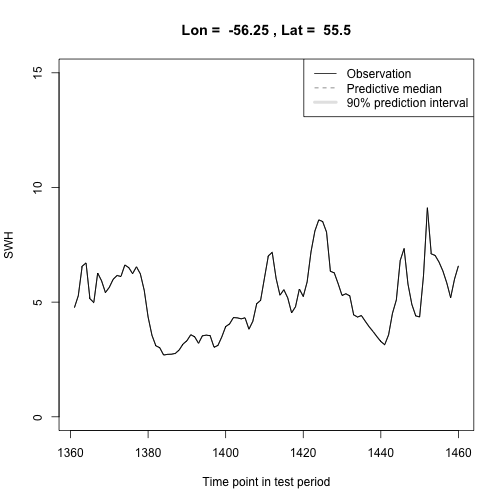 Lon =  -56.25 , Lat =  55.5
Observation
Predictive median
90% prediction interval
15
10
5
0
SWH
1360 1380 1400 1420 1440 1460
Time point in test period